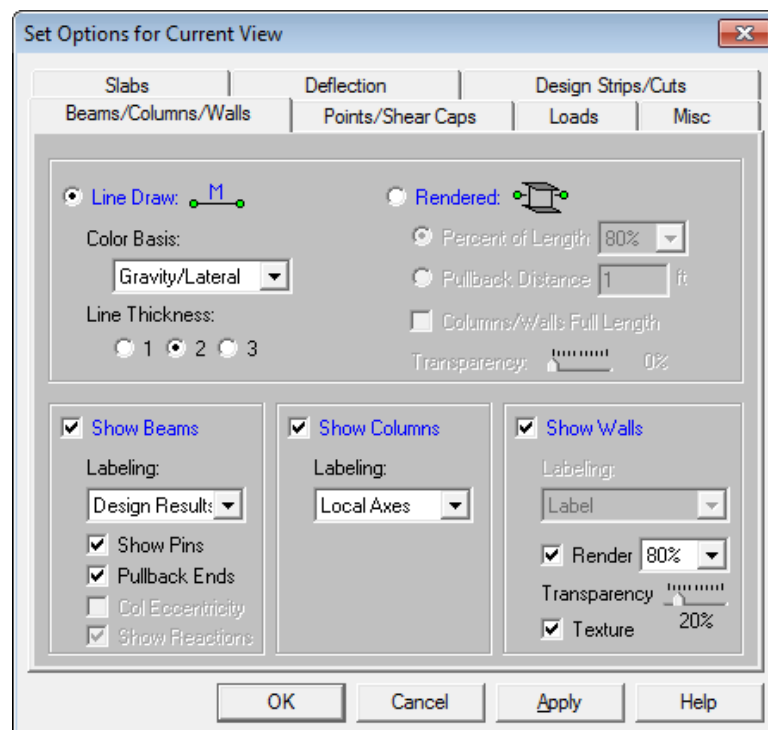 Set Options for Current View
Slabs Deflection Design Strips/Cuts
Beams/Columns/Walls Points/Shear Caps Loads Misc
Line Draw: M Rendered:
Color Basis: Percent of Length 80%
Gravity/Lateral Pullback Distance 1 ft
Line Thickness: Columns/Walls Full Length
1 2 3 Transparency: 0%
Show Beams Show Columns Show Walls
Labeling: Labeling: Labeling:
Design Results Local Axes Label
Show Pins Render 80%
Pullback Ends Transparency
Col Eccentricity 20%
Show Reactions Texture
OK Cancel Apply Help